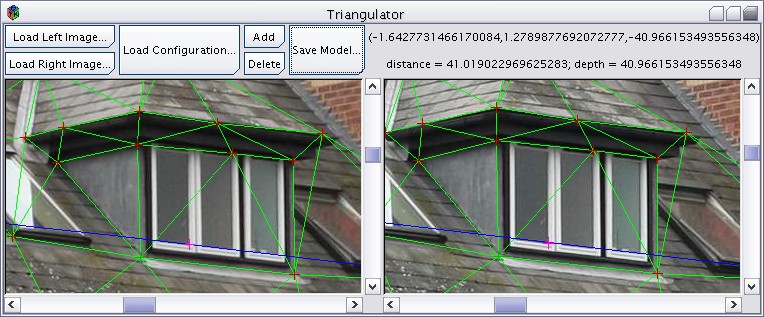 Triangulator
Load Left Image...
Load Right Image...
Load Configuration...
Add
Delete
Save Model...
(-1.6427731466170084,1.2789877692072777,-40.966153493556348)
distance = 41.019022969625283; depth = 40.966153493556348